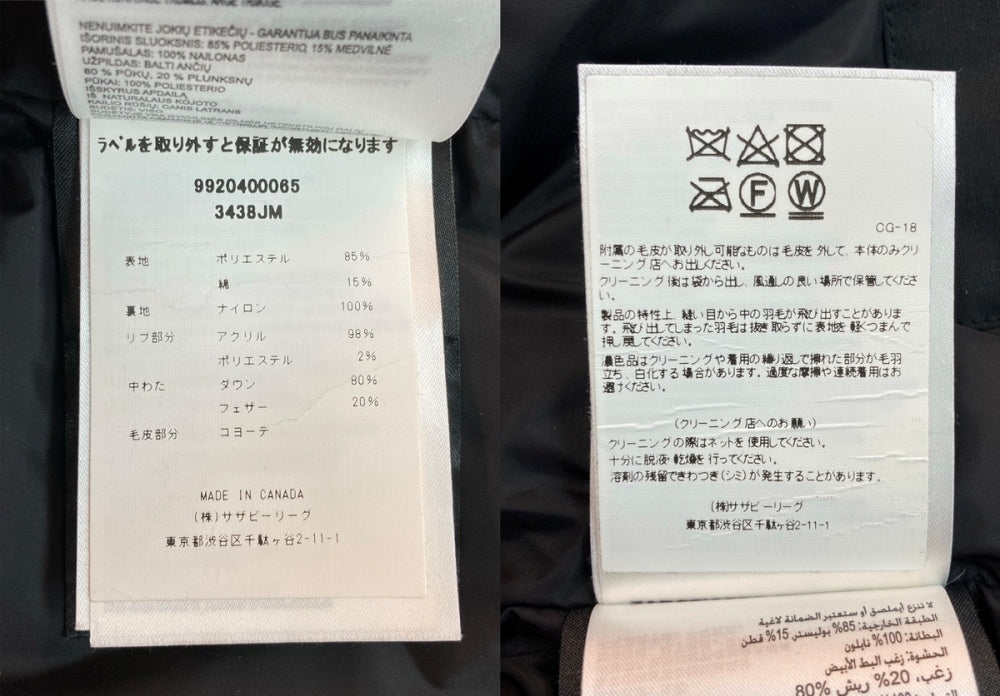 NENUIMKITE JOKIŲ ETIKEČIŲ - GARANTIJA BUS PANAIKINTA
IŠORINIS SLUOKSNIS: 85% POLIESTERIO, 15% MEDVILNĖ
PAMUŠALAS: 100% NAILONAS
UŽPILDAS: BALTI ANČIŲ
80 % PŪKŲ, 20 % PLUNKSNŲ
PŪKAI: 100% POLIESTERIO
IŠSKYRUS APDAILĄ
IŠ NATURALAUS KOJOTO
KAILIO RŪŠIŲ: CANIS LATRANS
ラベルを取り外すと保証が無効になります
9920400065
3438JM
表地 ポリエステル 85%
綿 15%
裏地 ナイロン 100%
リブ部分 アクリル 98%
ポリエステル 2%
中わた ダウン 80%
フェザー 20%
毛皮部分 コヨーテ
MADE IN CANADA
(株)サザビーリーグ
東京都渋谷区千駄ヶ谷2-11-1
F W
CG-18
附属の毛皮が取り外し可能なものは毛皮を外して、本体のみクリ
ーニング店へお出しください。
クリーニング後は袋から出し、風通しの良い場所で保管してくださ
い。
製品の特性上、縫い目から中の羽毛が飛び出すことがありま
す。飛び出してしまった羽毛は抜き取らずに表地を軽くつまんで
押し戻してください。
濃色品はクリーニングや着用の繰り返しで擦れた部分が毛羽
立ち、白化する場合があります。過度な摩擦や連続着用はお
避けください。
(クリーニング店へのお願い)
クリーニングの際はネットを使用してください。
十分に脱液・乾燥を行ってください。
溶剤の残留できわつき(シミ)が発生することがあります。
(株)サザビーリーグ
東京都渋谷区千駄ヶ谷2-11-1
لا تنزع أي ملصق أو ستعتبر الضمانة لاغية
الطبقة الخارجية: 85% بوليستر, 15% قطن
البطانة: 100% نايلون
الحشوة: زغب البط الأبيض
80% زغب, 20% ريش